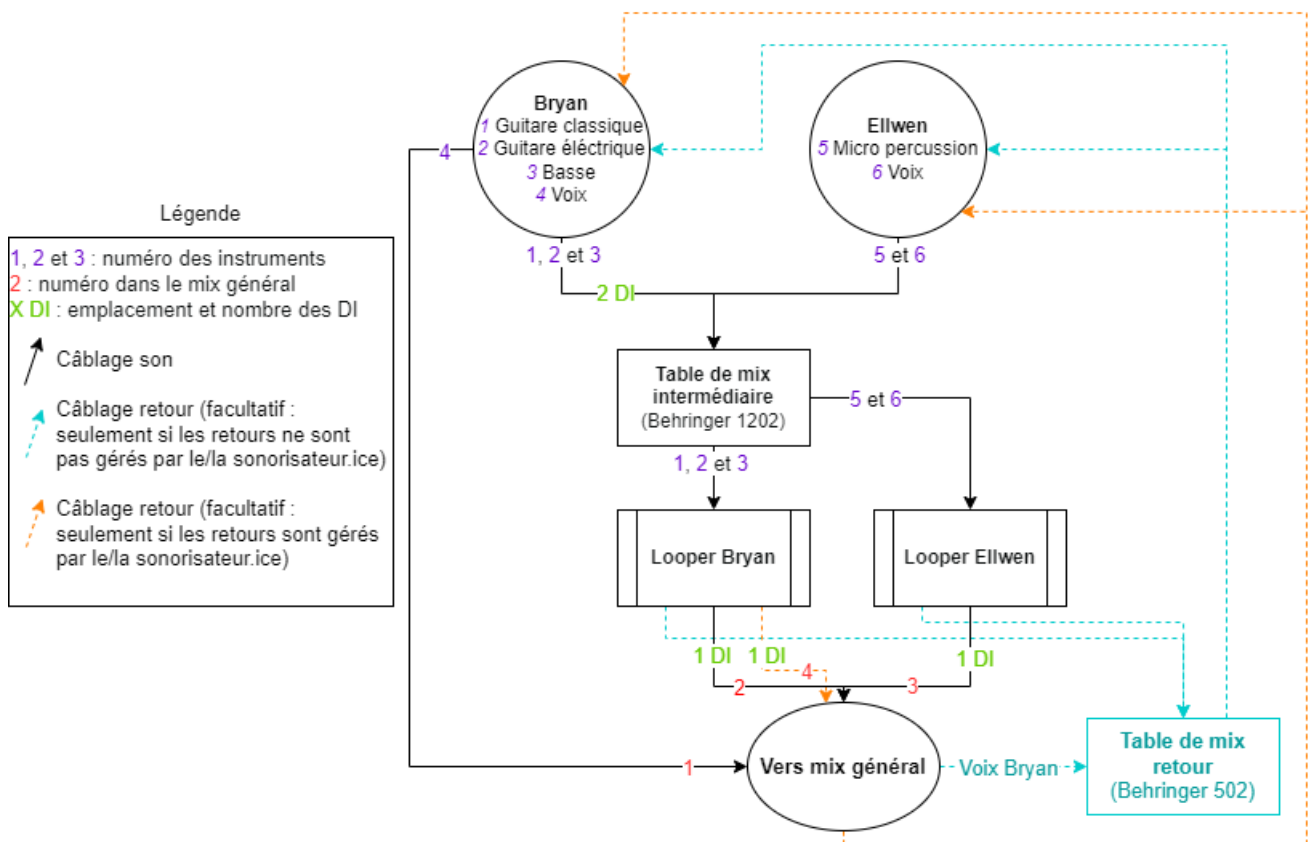 Bryan
1 Guitare classique
2 Guitare éléctrique
3 Basse
4 Voix
Ellwen
5 Micro percussion
6 Voix
4
Légende
1, 2 et 3 : numéro des instruments
2 : numéro dans le mix général
X DI : emplacement et nombre des DI
Câblage son
Câblage retour (facultatif :
seulement si les retours ne sont
pas gérés par le/la sonorisateur.ice)
Câblage retour (facultatif :
seulement si les retours sont gérés
par le/la sonorisateur.ice)
1, 2 et 3
5 et 6
2 DI
Table de mix
intermédiaire
(Behringer 1202)
5 et 6
1, 2 et 3
Looper Bryan
Looper Ellwen
1 DI
1 DI
1 DI
4
2
3
1
Vers mix général
Voix Bryan
Table de mix
retour
(Behringer 502)